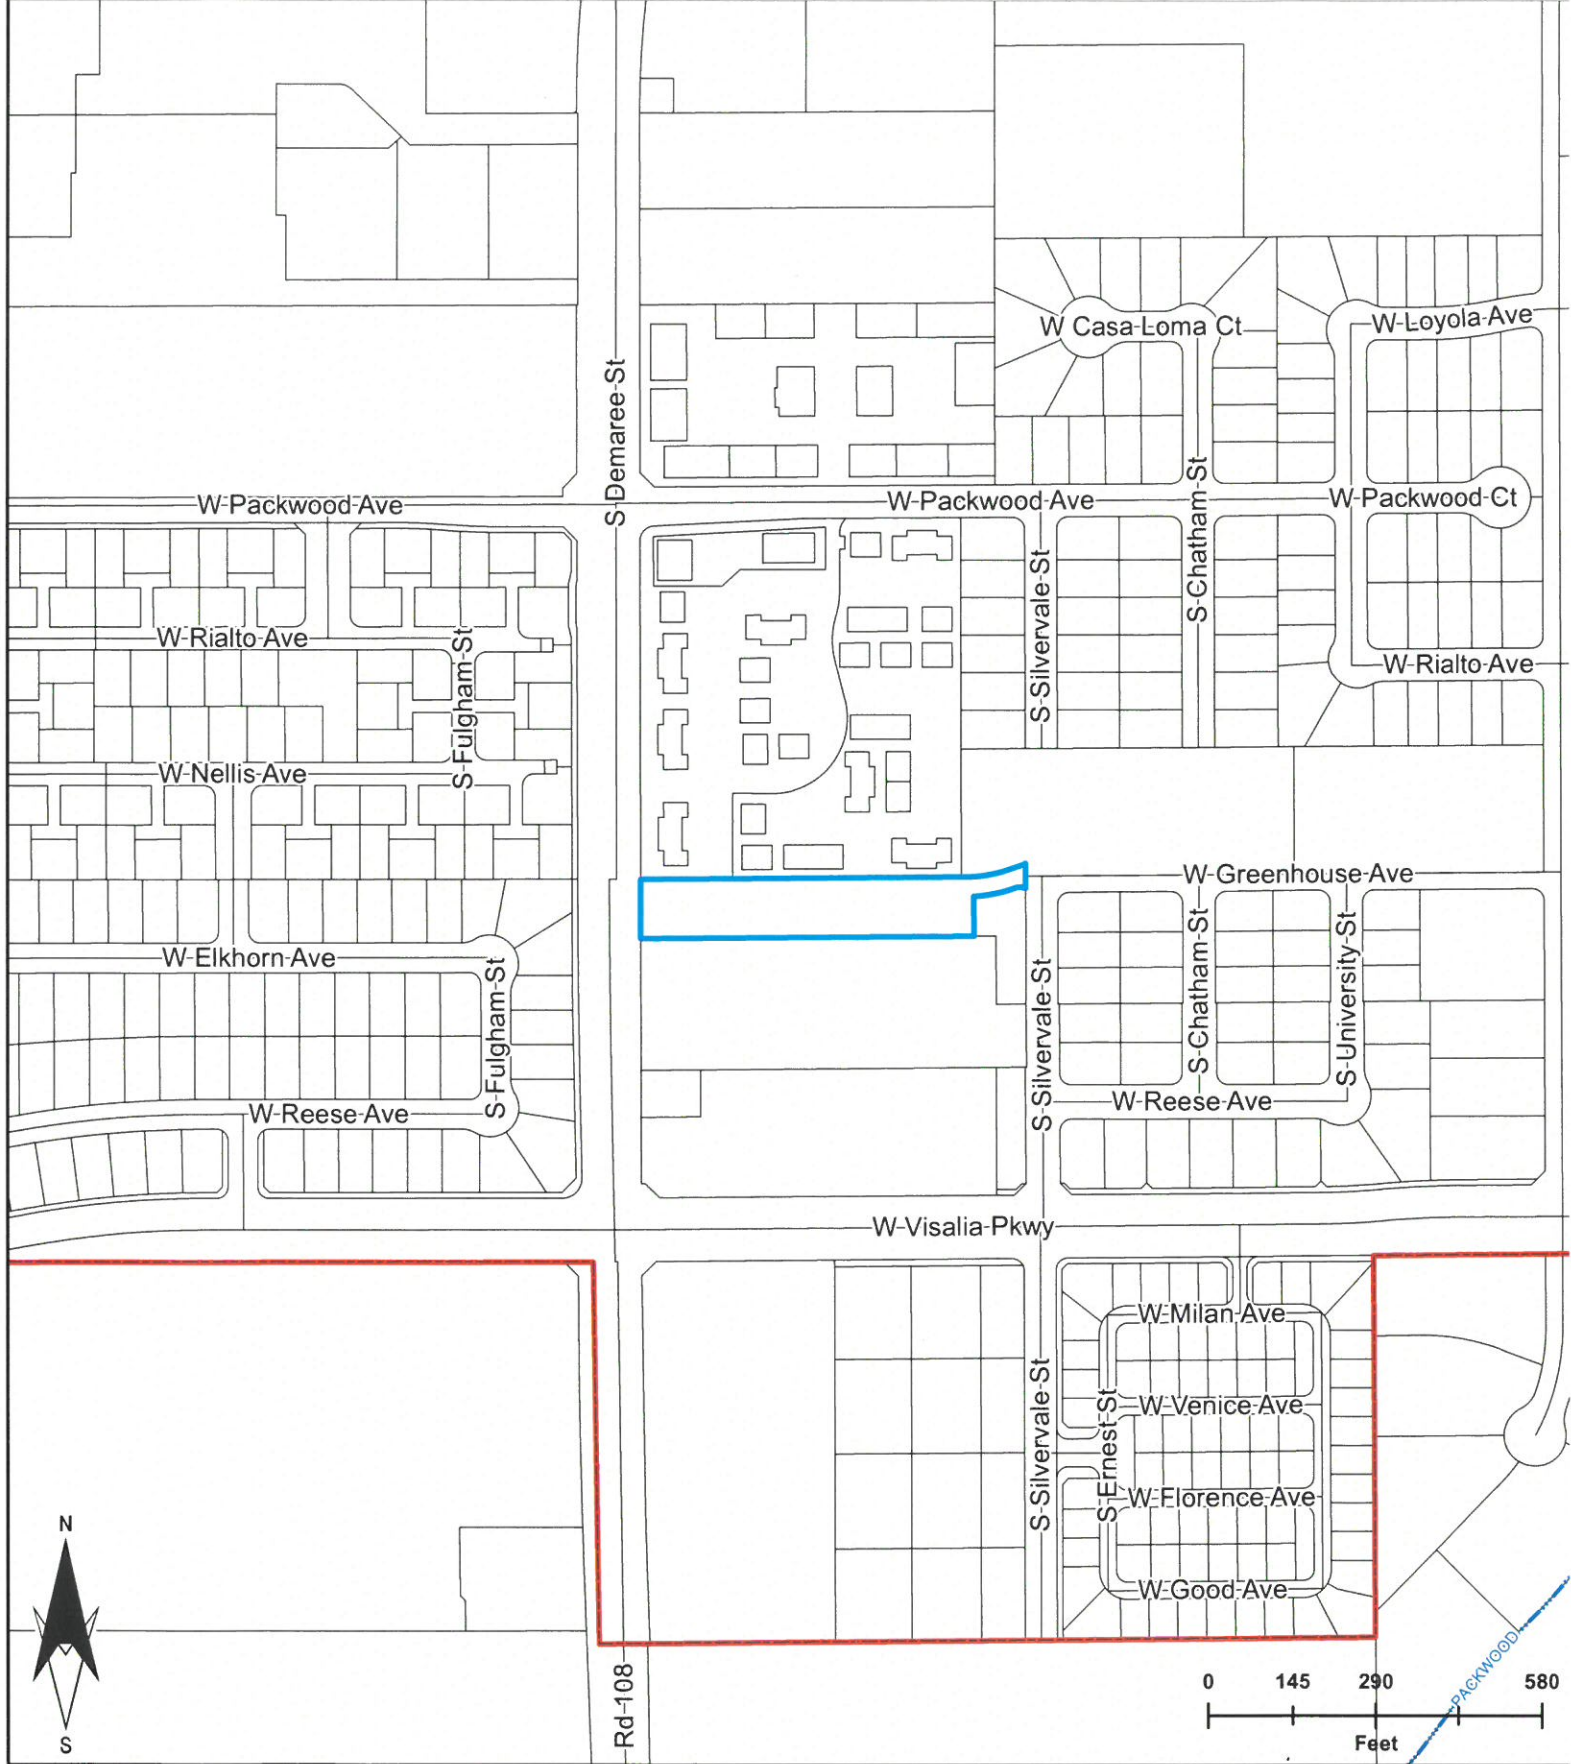 W Casa Loma Ct
W Loyola Ave
S Demaree St
W Packwood Ave
W Packwood Ave
S Chatham St
W Packwood Ct
W Rialto Ave
S Fulgham St
S Silvervale St
W Rialto Ave
W Nellis Ave
W Greenhouse Ave
W Elkhorn Ave
S Fulgham St
S Silvervale St
S Chatham St
S University St
W Reese Ave
W Reese Ave
W Visalia Pkwy
W Milan Ave
S Silvervale St
S Ernest St
W Venice Ave
W Florence Ave
W Good Ave
N
S
Rd 108
PACKWOOD
0 145 290 580
Feet